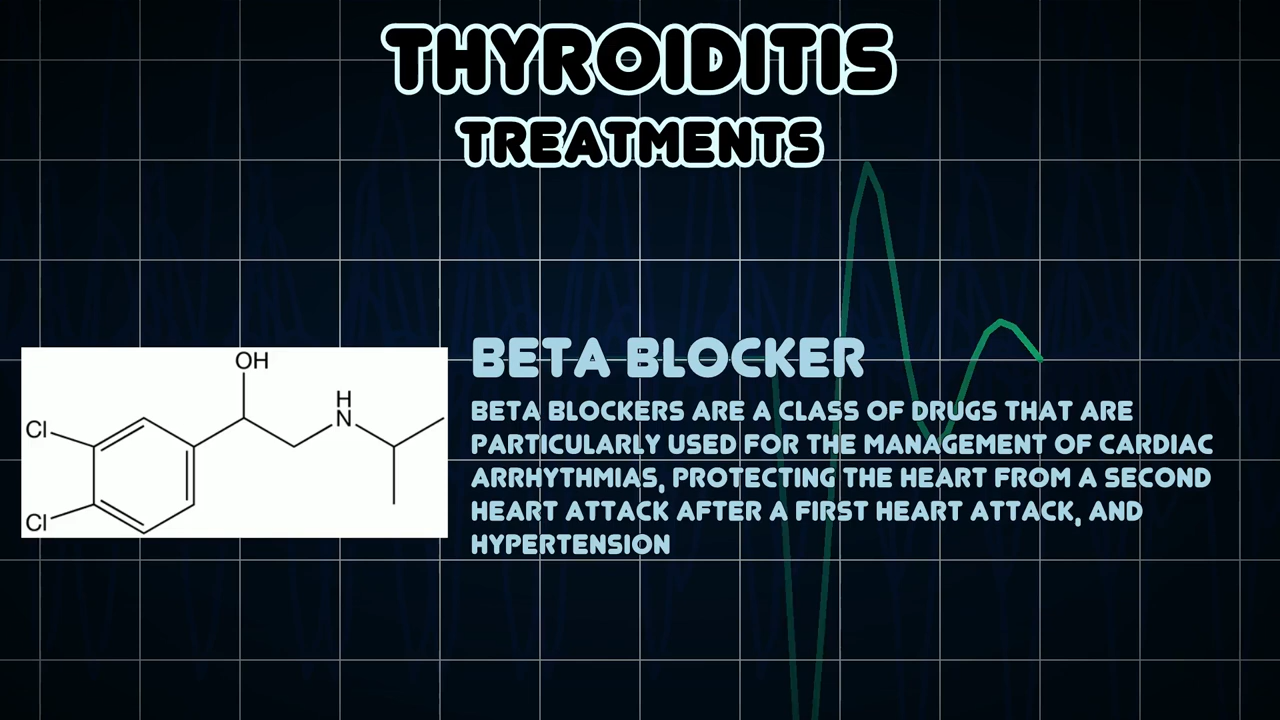 THYROIDITIS
TREATMENTS
OH
H
N
Cl
Cl
BETA BLOCKER
BETA BLOCKERS ARE A CLASS OF DRUGS THAT ARE
PARTICULARLY USED FOR THE MANAGEMENT OF CARDIAC
ARRHYTHMIAS, PROTECTING THE HEART FROM A SECOND
HEART ATTACK AFTER A FIRST HEART ATTACK, AND
HYPERTENSION